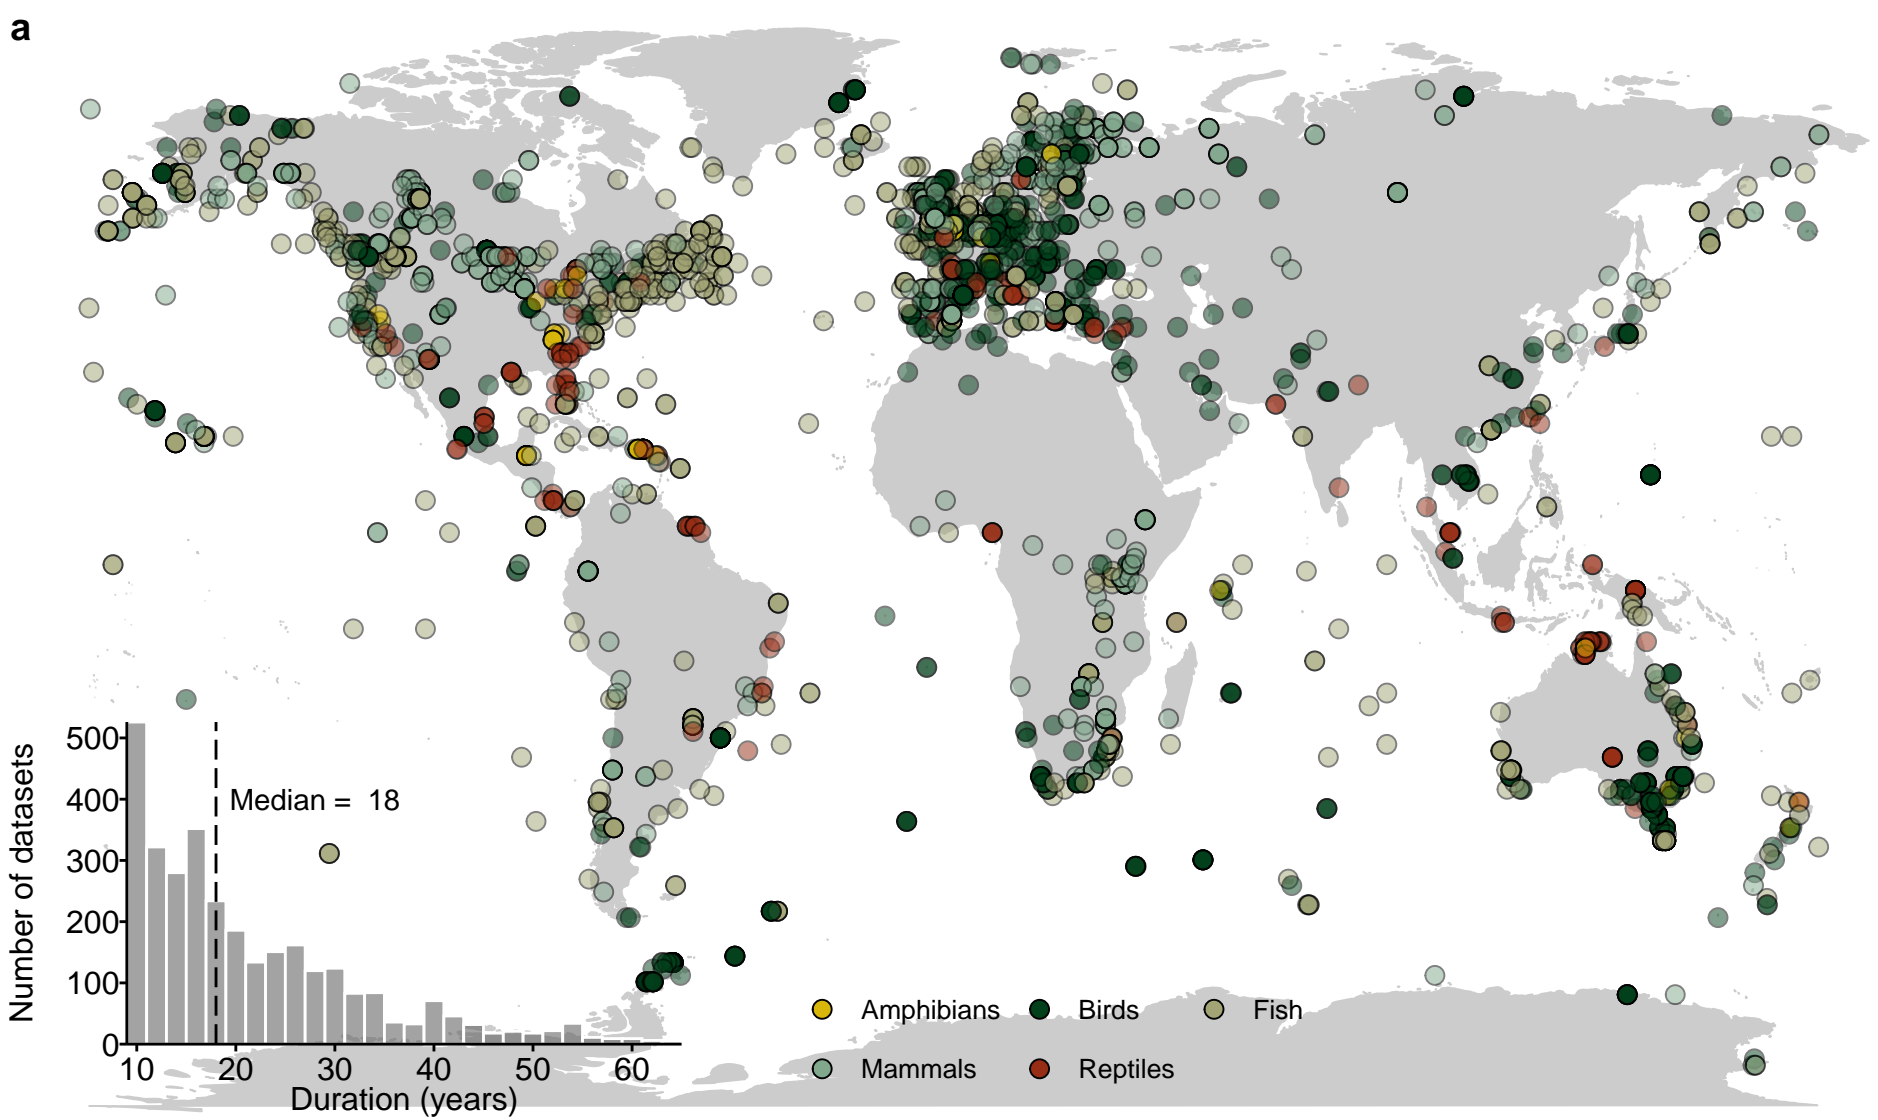 a
Number of datasets
500
400
300
200
100
0
Median = 18
10 20 30 40 50 60
Duration (years)
Amphibians Birds Fish
Mammals Reptiles